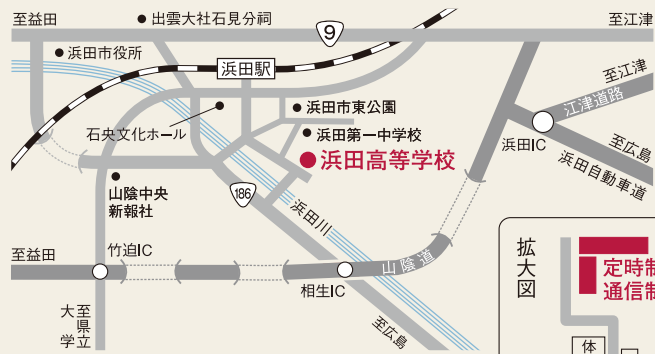 至益田
出雲大社石見分祠
9
至江津
浜田市役所
浜田駅
至江津
江津道路
浜田市東公園
石央文化ホール
浜田第一中学校
浜田IC
至広島
浜田高等学校
浜田自動車道
山陰中央
新報社
186
浜田川
竹迫IC
至益田
山陰道
相生IC
至県立
大学
至広島
拡大図
定時制
通信制
体